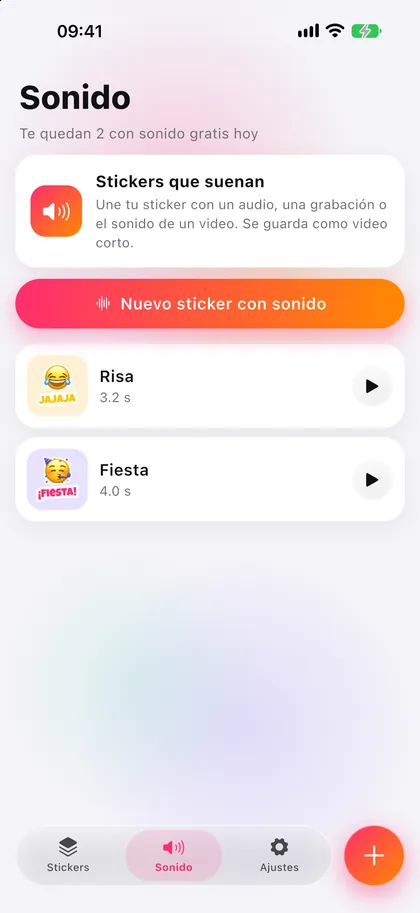 09:41
Sonido
Te quedan 2 con sonido gratis hoy
Stickers que suenan
Une tu sticker con un audio, una grabación o
el sonido de un video. Se guarda como video
corto.
Nuevo sticker con sonido
JAJAJA
Risa
3.2 s
¡FIESTA!
Fiesta
4.0 s
Stickers
Sonido
Ajustes